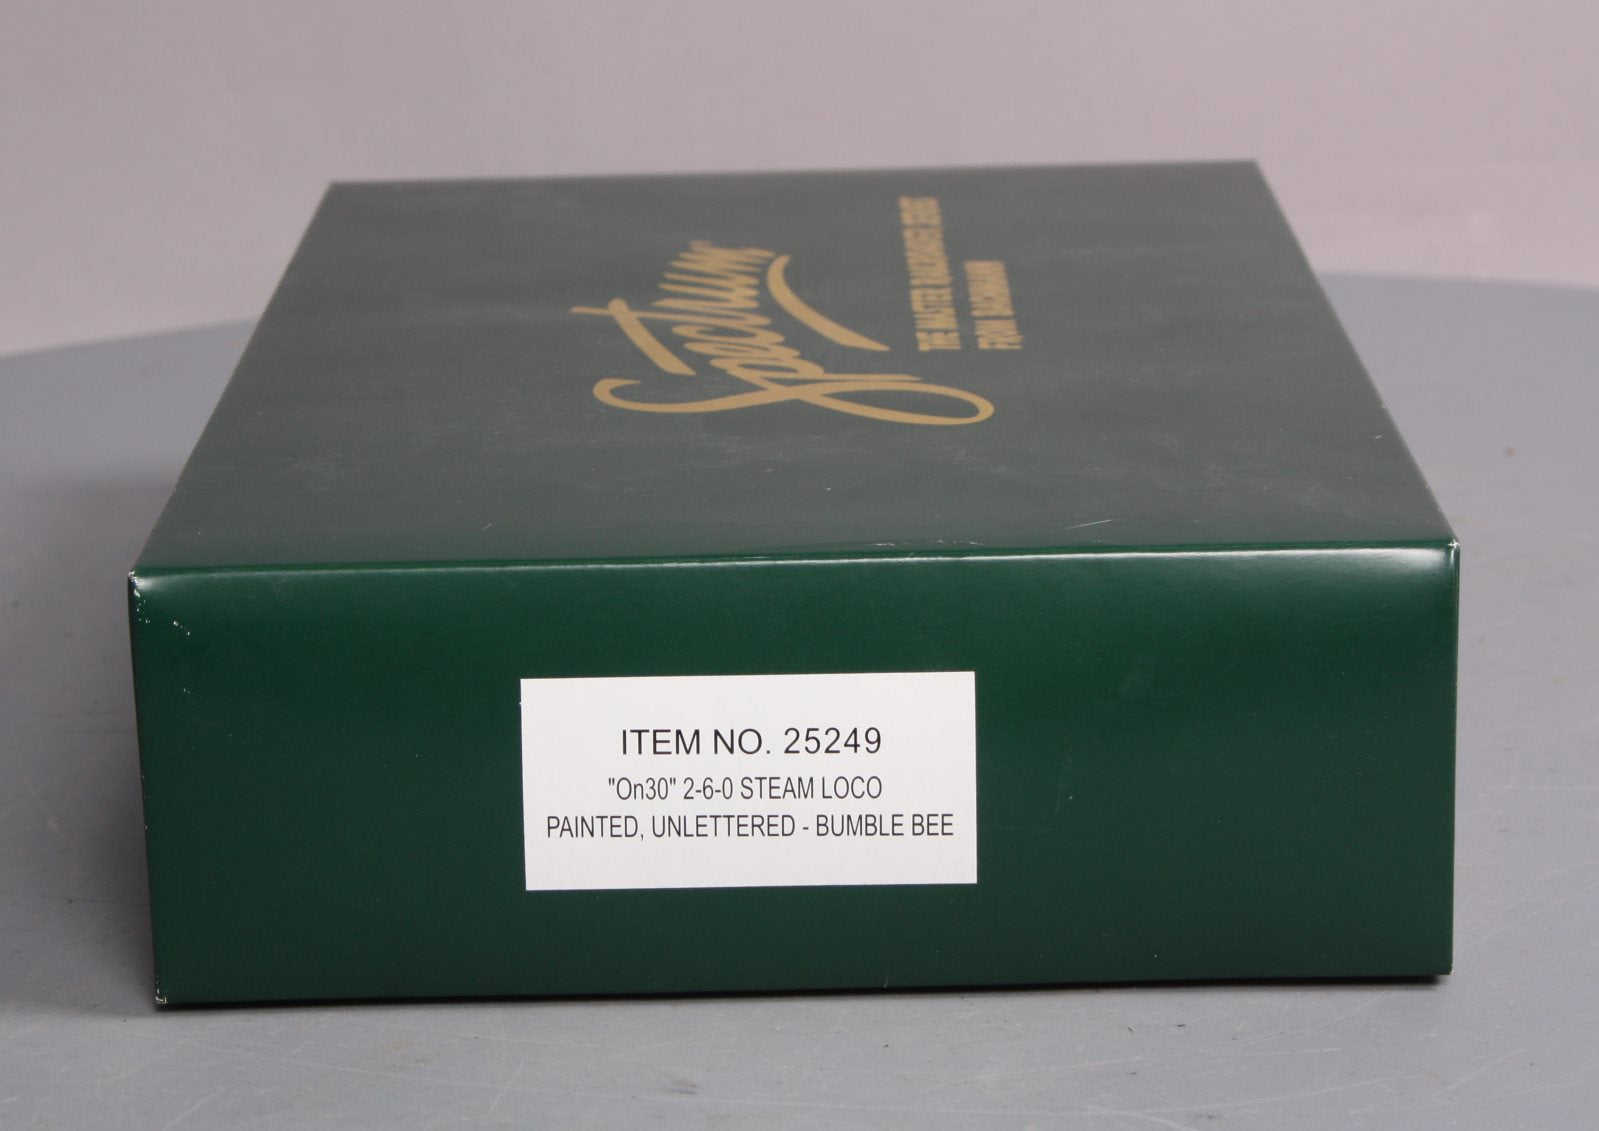 Spectrum®
THE MASTER RAILROADER SERIES
FROM BACHMANN
ITEM NO. 25249
"On30" 2-6-0 STEAM LOCO
PAINTED, UNLETTERED - BUMBLE BEE